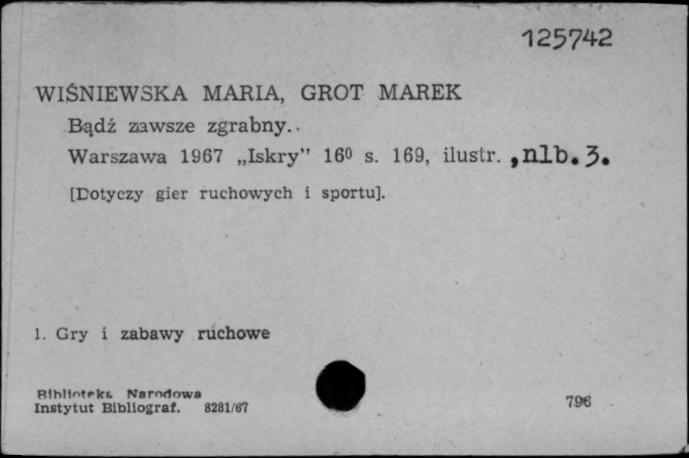 125742
WIŚNIEWSKA MARIA, GROT MAREK
Bądź zawsze zgrabny..
Warszawa 1967 „Iskry” 16⁰ s. 169, ilustr. ,nlb.3.
[Dotyczy gier ruchowych i sportu].
1. Gry i zabawy ruchowe
Biblioteka Narodowa
Instytut Bibliograf. 8281/67
796